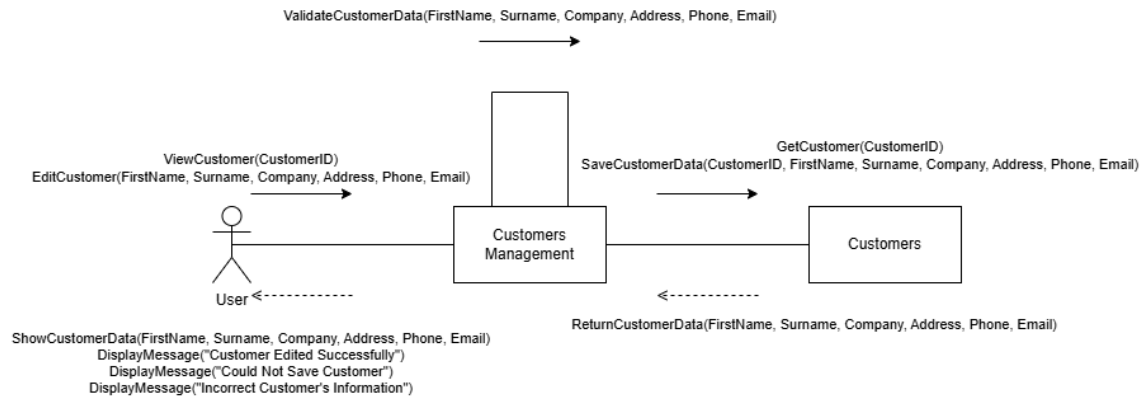 ValidateCustomerData(FirstName, Surname, Company, Address, Phone, Email)
ViewCustomer(CustomerID)
EditCustomer(FirstName, Surname, Company, Address, Phone, Email)
GetCustomer(CustomerID)
SaveCustomerData(CustomerID, FirstName, Surname, Company, Address, Phone, Email)
Customers
Management
Customers
User
ShowCustomerData(FirstName, Surname, Company, Address, Phone, Email)
DisplayMessage("Customer Edited Successfully")
DisplayMessage("Could Not Save Customer")
DisplayMessage("Incorrect Customer's Information")
ReturnCustomerData(FirstName, Surname, Company, Address, Phone, Email)